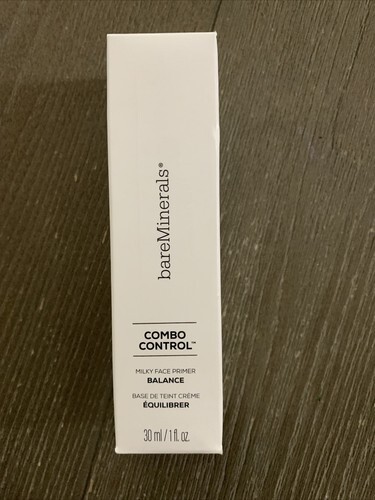 bareMinerals®
COMBO
CONTROL™
MILKY FACE PRIMER
BALANCE
BASE DE TEINT CRÈME
ÉQUILIBRER
30 ml / 1 fl. oz.